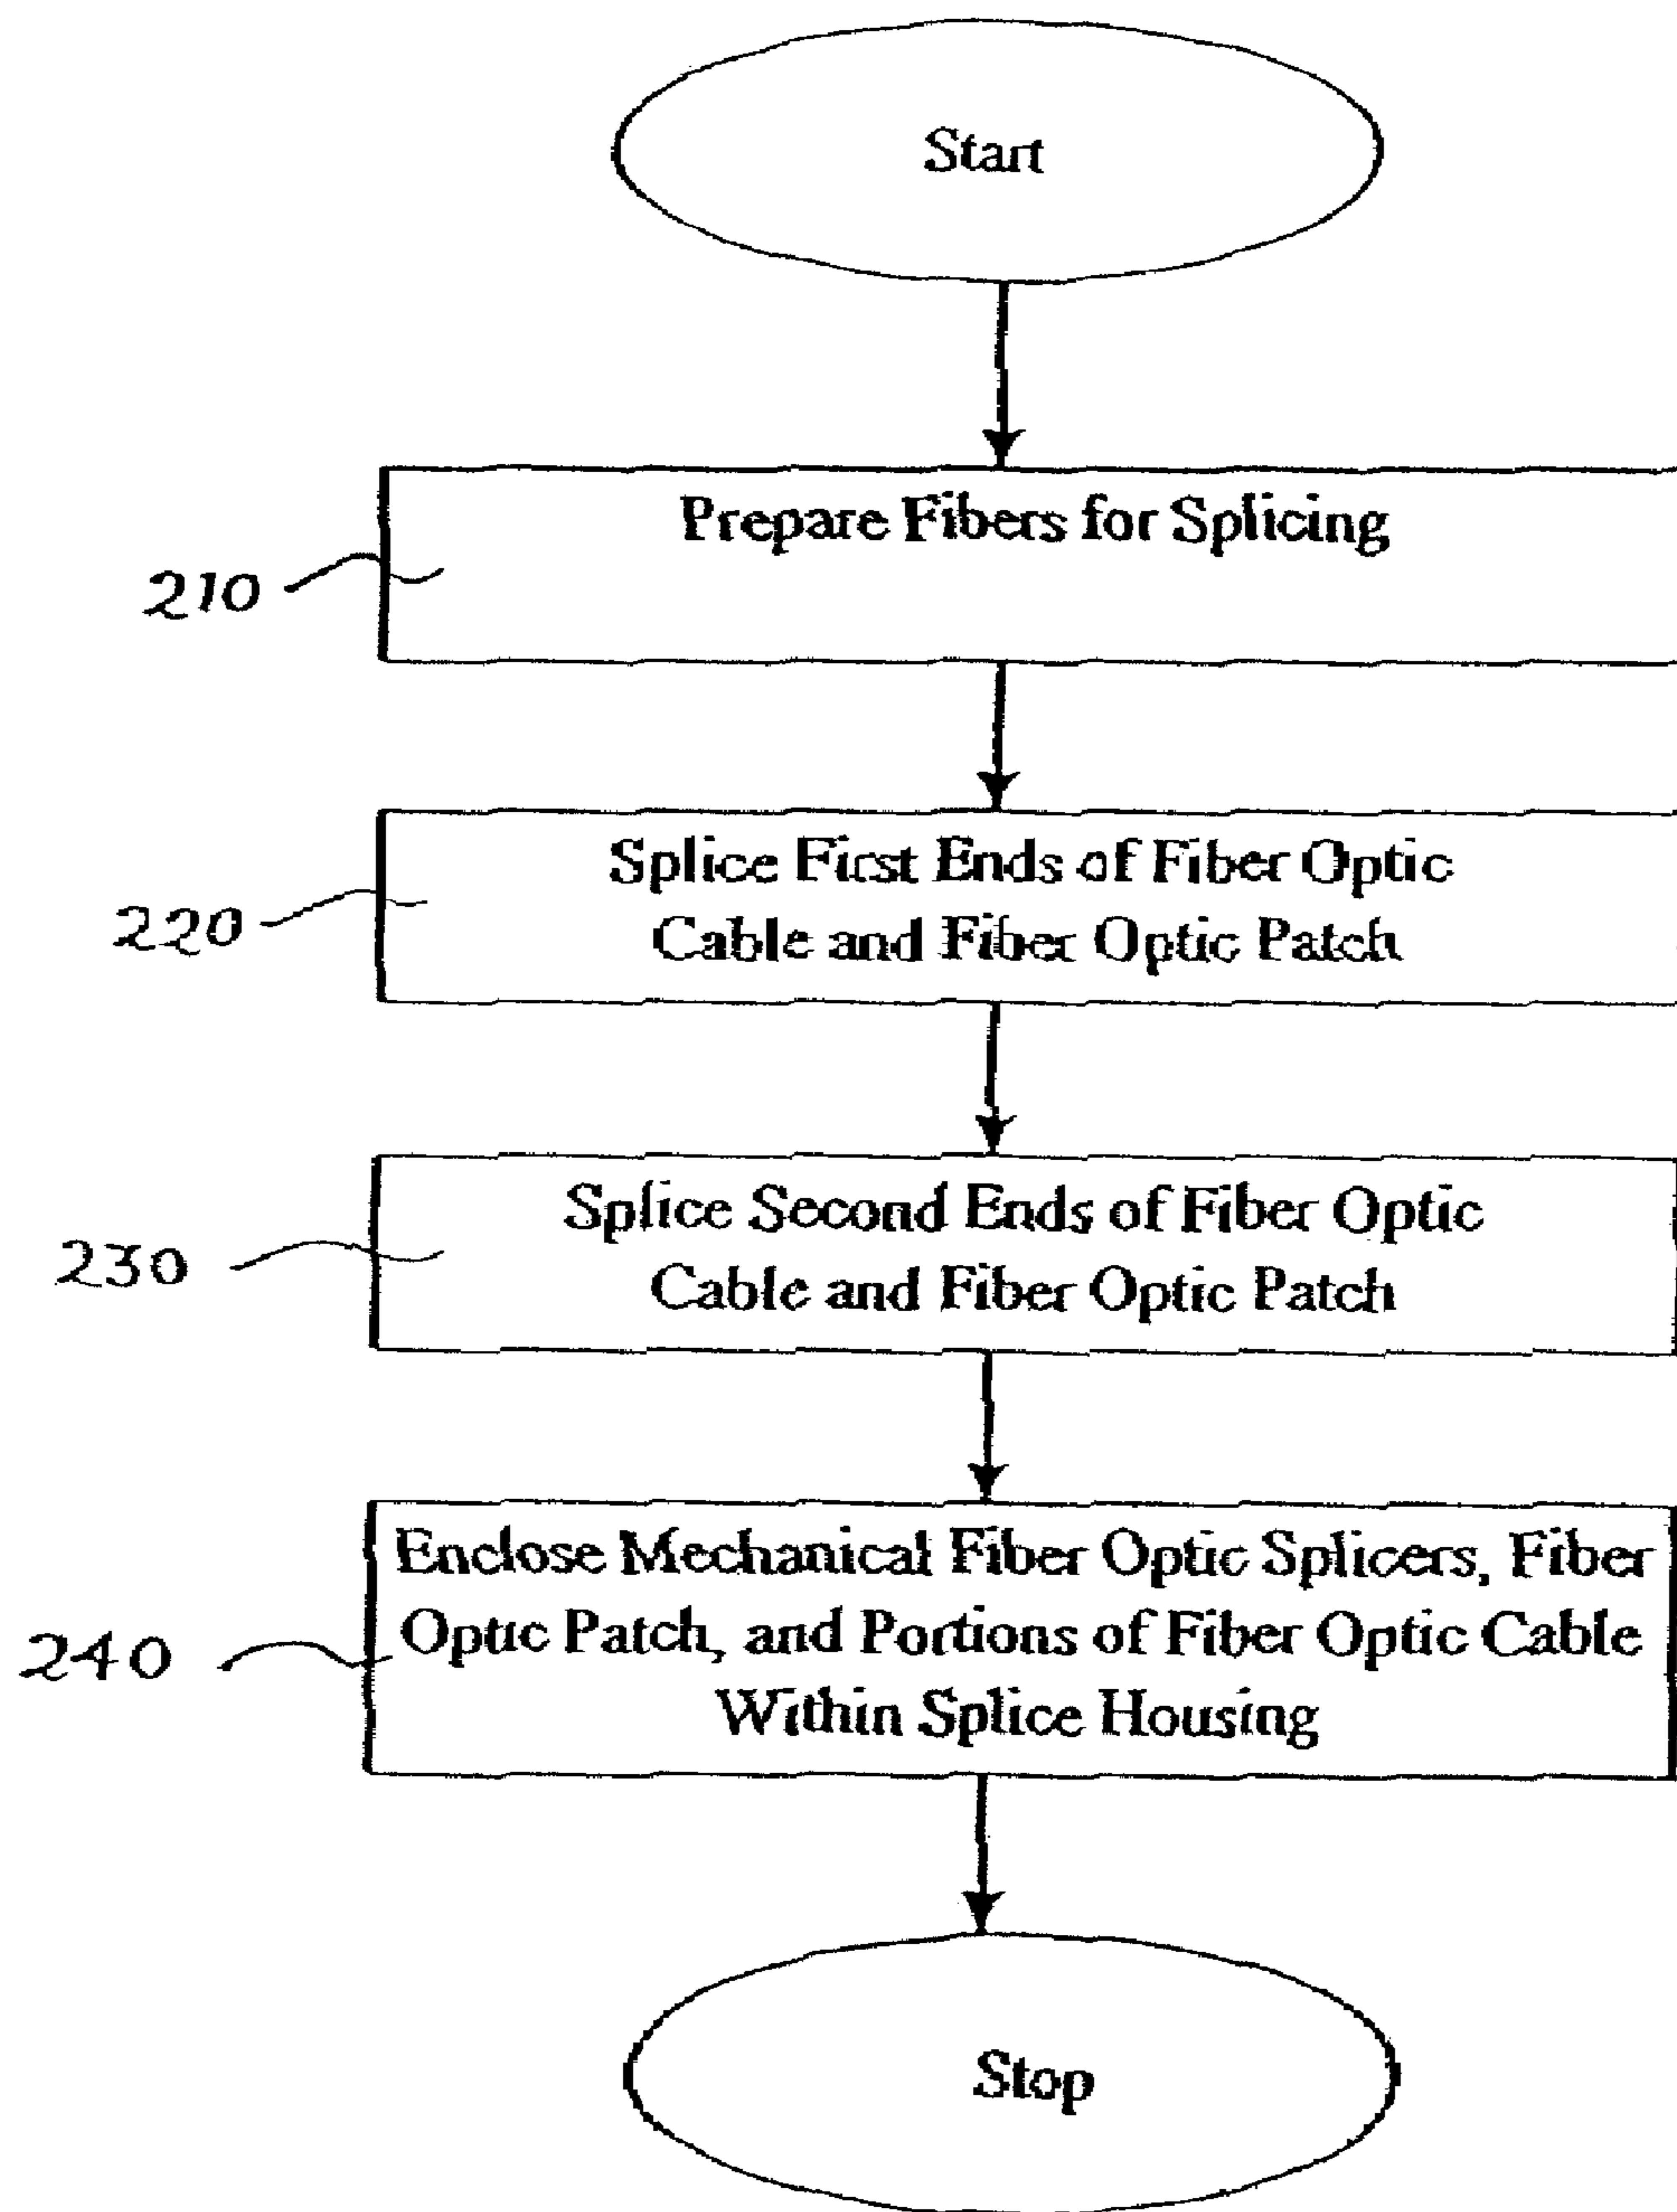 Start
Prepare Fibers for Splicing
210
Splice First Ends of Fiber Optic
Cable and Fiber Optic Patch
220
Splice Second Ends of Fiber Optic
Cable and Fiber Optic Patch
230
Enclose Mechanical Fiber Optic Splicers, Fiber
Optic Patch, and Portions of Fiber Optic Cable
Within Splice Housing
240
Stop